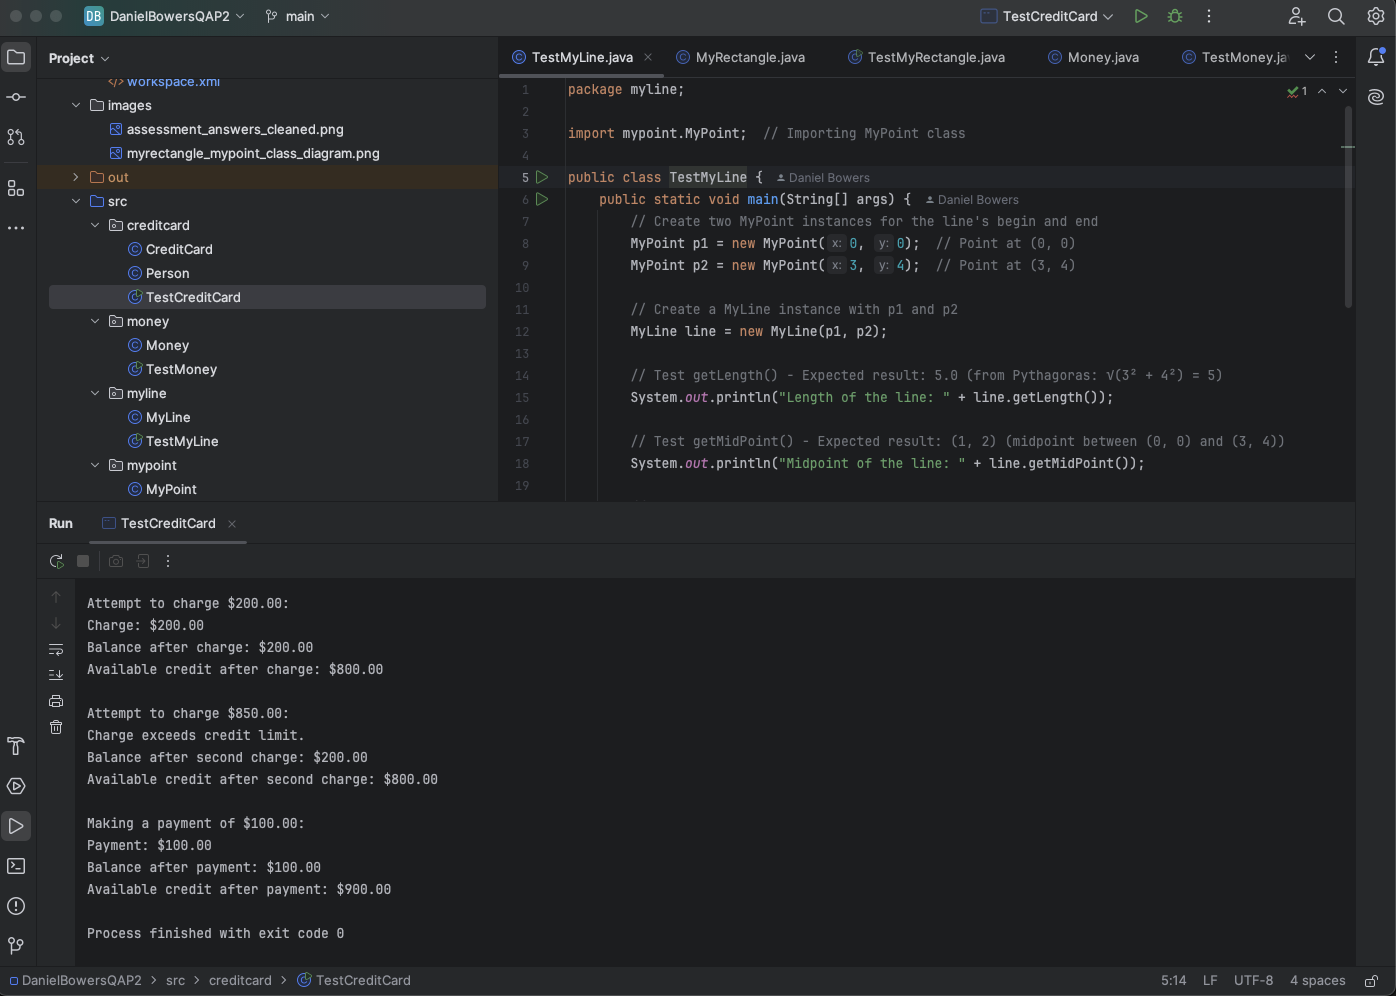 DB DanielBowersQAP2 main TestCreditCard
Project
workspace.xml
images
assessment_answers_cleaned.png
myrectangle_mypoint_class_diagram.png
out
src
creditcard
CreditCard
Person
TestCreditCard
money
Money
TestMoney
myline
MyLine
TestMyLine
mypoint
MyPoint
TestMyLine.java MyRectangle.java TestMyRectangle.java Money.java TestMoney.ja
1 package myline; 1
2
3 import mypoint.MyPoint;  // Importing MyPoint class
4
5 public class TestMyLine { Daniel Bowers
6 public static void main(String[] args) { Daniel Bowers
7 // Create two MyPoint instances for the line's begin and end
8 MyPoint p1 = new MyPoint( x: 0, y: 0);  // Point at (0, 0)
9 MyPoint p2 = new MyPoint( x: 3, y: 4);  // Point at (3, 4)
10
11 // Create a MyLine instance with p1 and p2
12 MyLine line = new MyLine(p1, p2);
13
14 // Test getLength() - Expected result: 5.0 (from Pythagoras: √(3² + 4²) = 5)
15 System.out.println("Length of the line: " + line.getLength());
16
17 // Test getMidPoint() - Expected result: (1, 2) (midpoint between (0, 0) and (3, 4))
18 System.out.println("Midpoint of the line: " + line.getMidPoint());
19
Run TestCreditCard
Attempt to charge $200.00:
Charge: $200.00
Balance after charge: $200.00
Available credit after charge: $800.00
Attempt to charge $850.00:
Charge exceeds credit limit.
Balance after second charge: $200.00
Available credit after second charge: $800.00
Making a payment of $100.00:
Payment: $100.00
Balance after payment: $100.00
Available credit after payment: $900.00
Process finished with exit code 0
DanielBowersQAP2 > src > creditcard > TestCreditCard 5:14 LF UTF-8 4 spaces